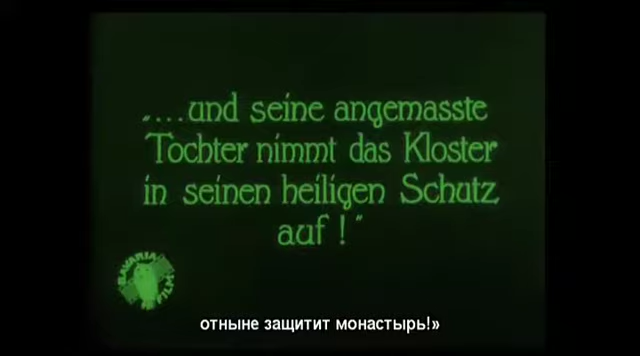 „...und seine angemasste
Tochter nimmt das Kloster
in seinen heiligen Schutz
auf!"
BAVARIA
FILM
отныне защитит монастырь!»